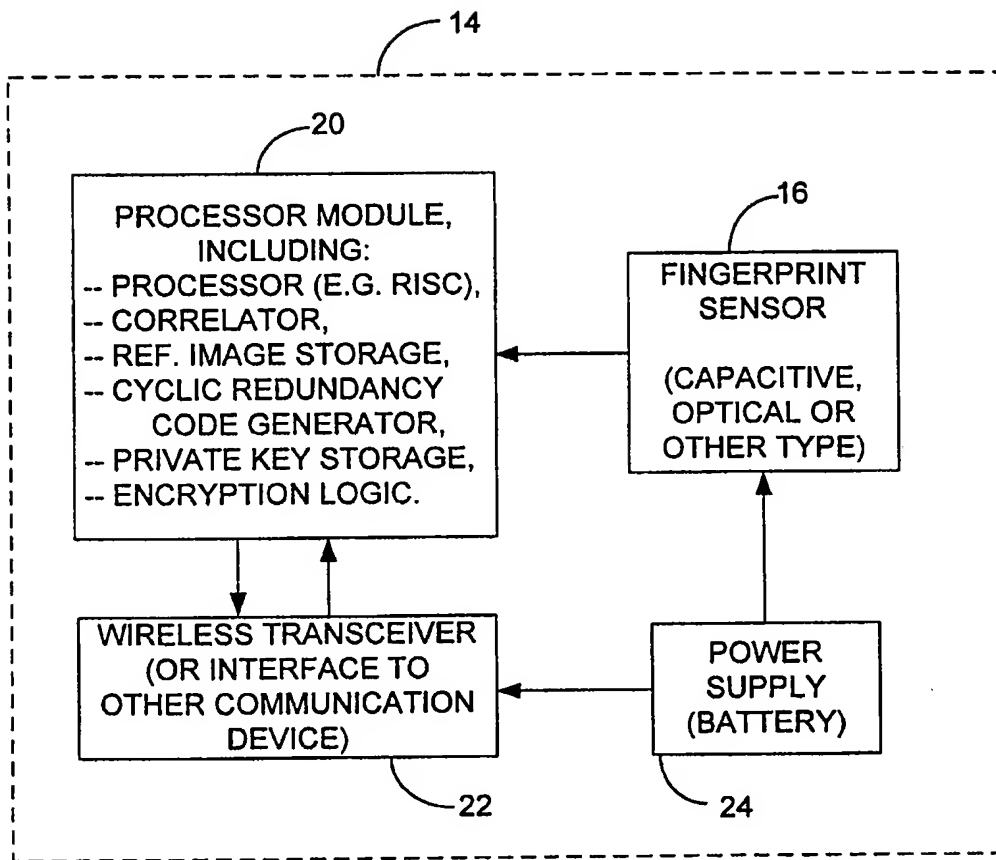 14
20
PROCESSOR MODULE,
INCLUDING:
-- PROCESSOR (E.G. RISC),
-- CORRELATOR,
-- REF. IMAGE STORAGE,
-- CYCLIC REDUNDANCY
CODE GENERATOR,
-- PRIVATE KEY STORAGE,
-- ENCRYPTION LOGIC.
16
FINGERPRINT
SENSOR
(CAPACITIVE,
OPTICAL OR
OTHER TYPE)
WIRELESS TRANSCEIVER
(OR INTERFACE TO
OTHER COMMUNICATION
DEVICE)
22
POWER
SUPPLY
(BATTERY)
24